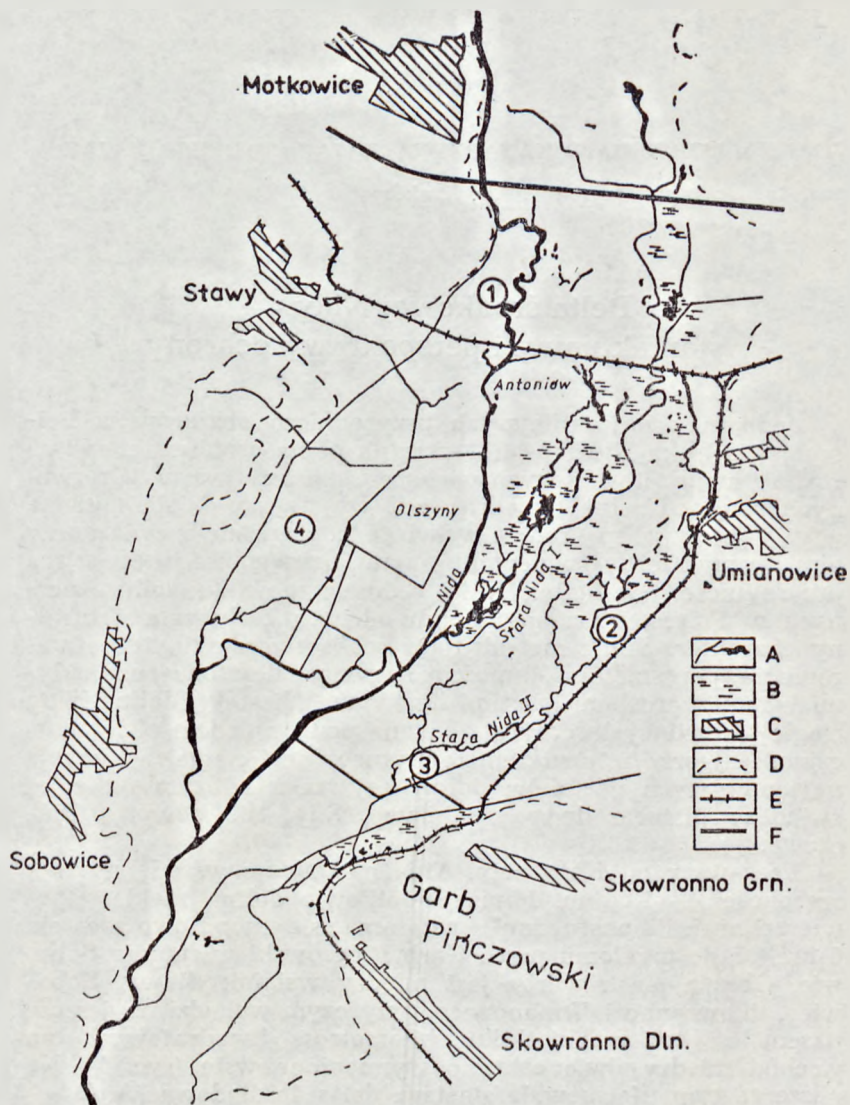 Motkowice
Stawy
1
Antoniów
4
Olszyny
Nida
Stara Nida I
Umianowice
2
A
B
C
D
E
F
Stara Nida II
3
Sobowice
Skowronno Grn.
Garb
Pińczowski
Skowronno Dln.